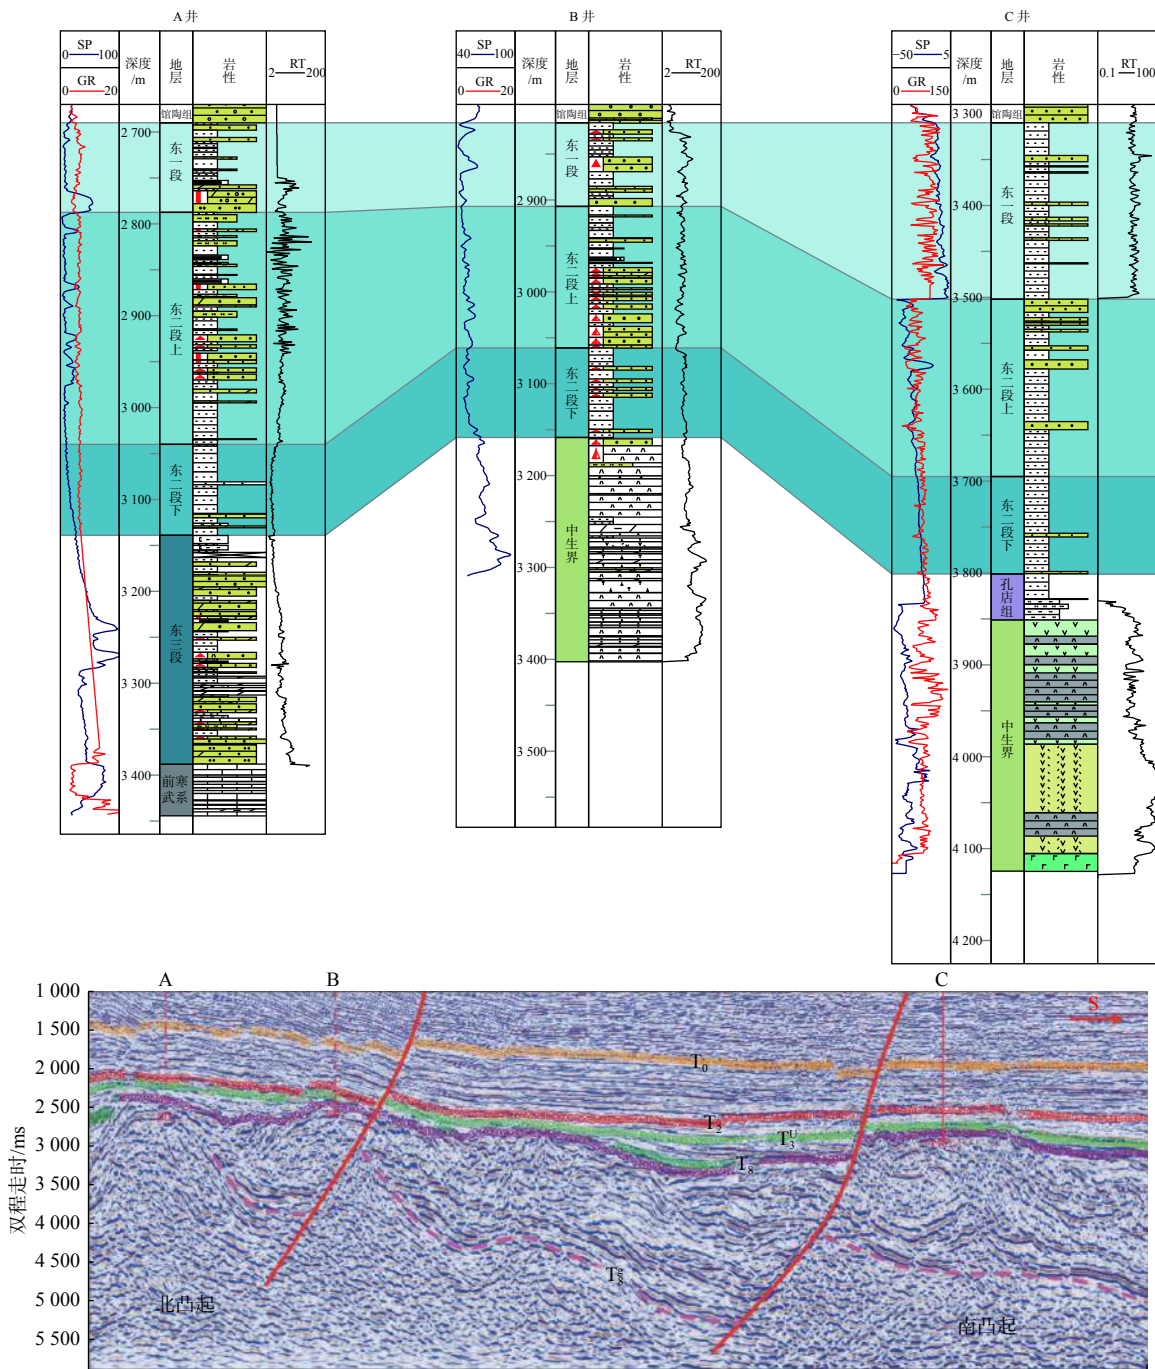 A 井
SP
0 100
GR
0 20
深度
/m
地层
岩性
RT
2 200
馆陶组
东一段
东二段上
东二段下
东三段
前寒
武系
2 700
2 800
2 900
3 000
3 100
3 200
3 300
3 400
B 井
SP
40 100
GR
0 20
深度
/m
地层
岩性
RT
2 200
馆陶组
东一段
东二段上
东二段下
中生界
2 900
3 000
3 100
3 200
3 300
3 400
3 500
C 井
SP
−50 5
GR
0 150
深度
/m
地层
岩性
RT
0.1 100
馆陶组
东一段
东二段上
东二段下
孔店组
中生界
3 300
3 400
3 500
3 600
3 700
3 800
3 900
4 000
4 100
4 200
A B C
S
双程走时/ms
1 000
1 500
2 000
2 500
3 000
3 500
4 000
4 500
5 000
5 500
T0
T2
T3U
T8
T8g
北凸起
南凸起